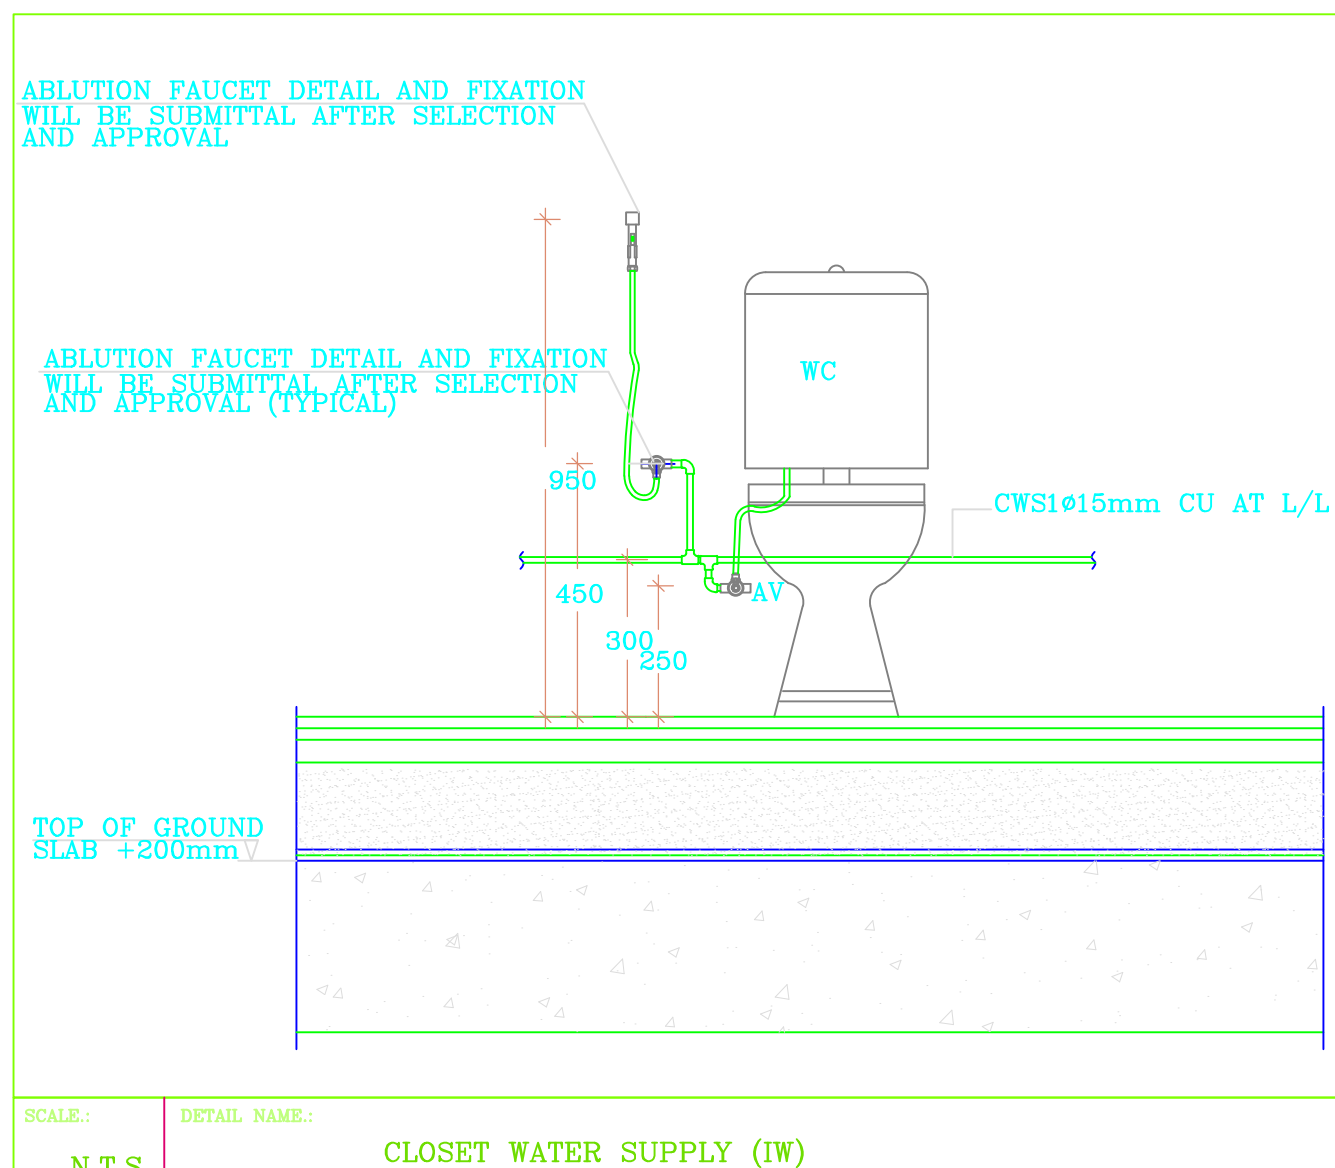 ABLUTION FAUCET DETAIL AND FIXATION
WILL BE SUBMITTAL AFTER SELECTION
AND APPROVAL
ABLUTION FAUCET DETAIL AND FIXATION
WILL BE SUBMITTAL AFTER SELECTION
AND APPROVAL (TYPICAL)
WC
950
CWS1ø15mm CU AT L/L
450
AV
300
250
TOP OF GROUND
SLAB +200mm
SCALE.:
DETAIL NAME.:
N.T.S
CLOSET WATER SUPPLY (IW)